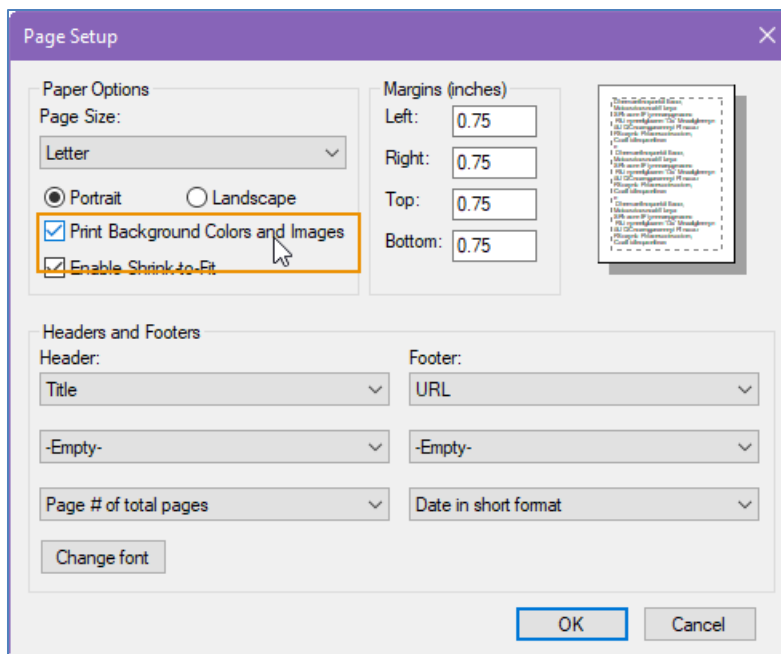 Page Setup
Paper Options
Page Size:
Letter
Portrait Landscape
Print Background Colors and Images
Enable Shrink-to-Fit
Margins (inches)
Left: 0.75
Right: 0.75
Top: 0.75
Bottom: 0.75
Headers and Footers
Header: Footer:
Title URL
-Empty- -Empty-
Page # of total pages Date in short format
Change font
OK Cancel